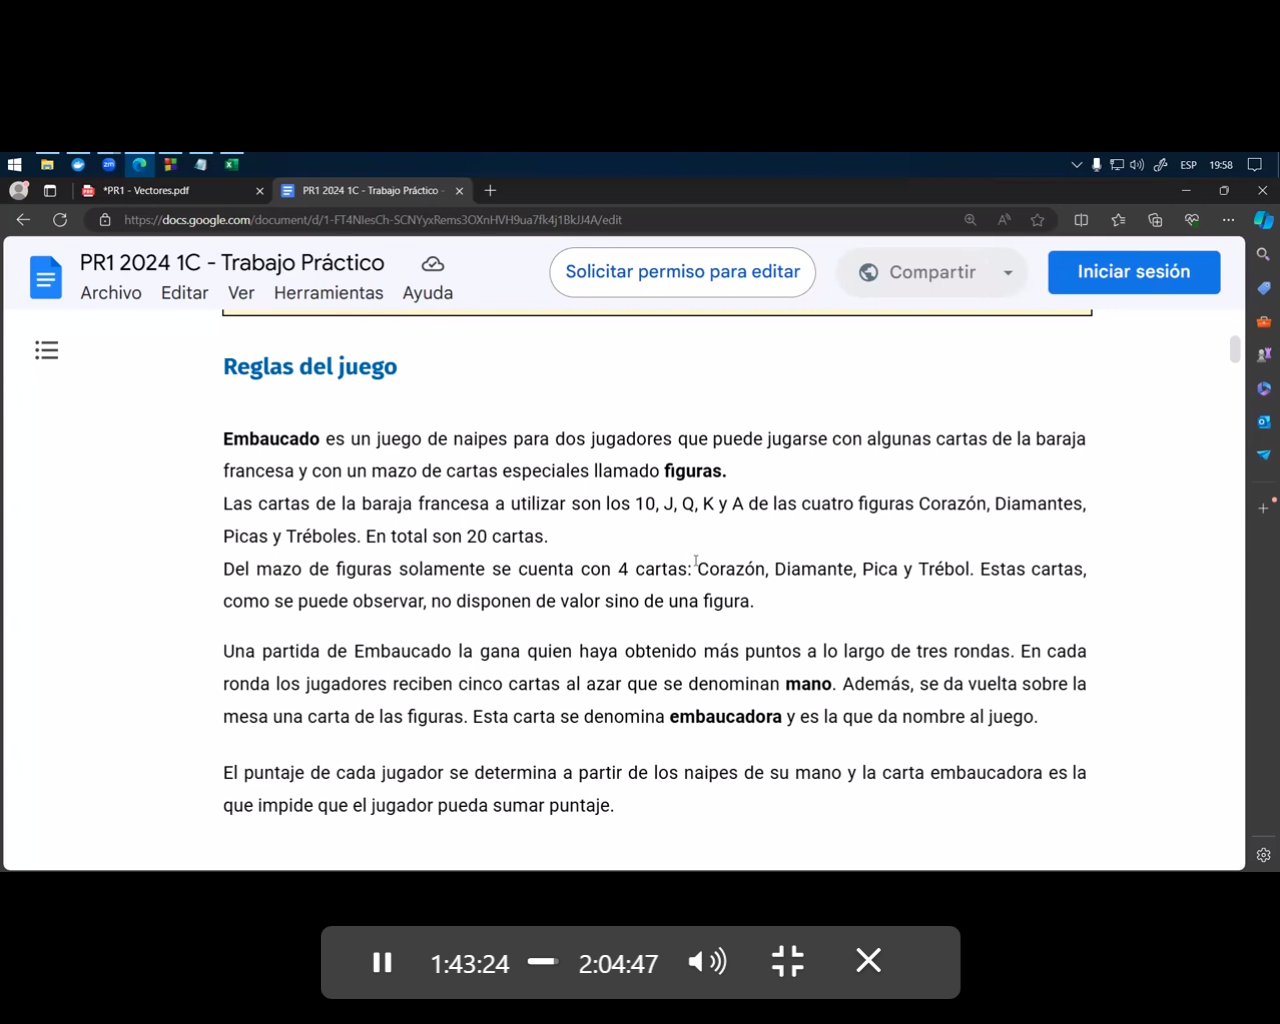 ESP 19:58
*PR1 - Vectores.pdf
PR1 2024 1C - Trabajo Práctico -
https://docs.google.com/document/d/1-FT4NlesCh-SCNYyxRems3OXnHVH9ua7fk4j1BkJJ4A/edit
PR1 2024 1C - Trabajo Práctico
Solicitar permiso para editar
Compartir
Iniciar sesión
Archivo Editar Ver Herramientas Ayuda
Reglas del juego
Embaucado es un juego de naipes para dos jugadores que puede jugarse con algunas cartas de la baraja
francesa y con un mazo de cartas especiales llamado figuras.
Las cartas de la baraja francesa a utilizar son los 10, J, Q, K y A de las cuatro figuras Corazón, Diamantes,
Picas y Tréboles. En total son 20 cartas.
Del mazo de figuras solamente se cuenta con 4 cartas: Corazón, Diamante, Pica y Trébol. Estas cartas,
como se puede observar, no disponen de valor sino de una figura.
Una partida de Embaucado la gana quien haya obtenido más puntos a lo largo de tres rondas. En cada
ronda los jugadores reciben cinco cartas al azar que se denominan mano. Además, se da vuelta sobre la
mesa una carta de las figuras. Esta carta se denomina embaucadora y es la que da nombre al juego.
El puntaje de cada jugador se determina a partir de los naipes de su mano y la carta embaucadora es la
que impide que el jugador pueda sumar puntaje.
1:43:24 2:04:47